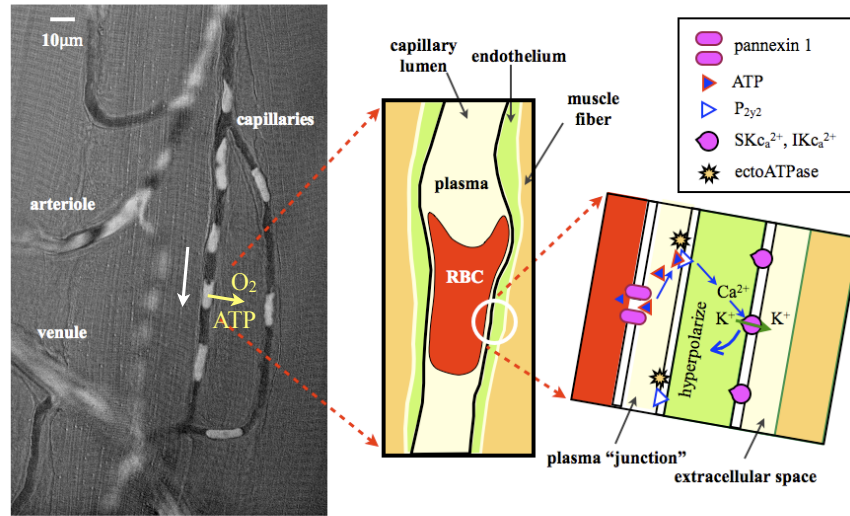 10µm
capillaries
arteriole
O₂
ATP
venule
capillary
lumen
endothelium
muscle
fiber
plasma
RBC
pannexin 1
ATP
P₂y₂
SKcₐ²⁺, IKcₐ²⁺
ectoATPase
Ca²⁺
K⁺
K⁺
hyperpolarize
plasma “junction”
extracellular space